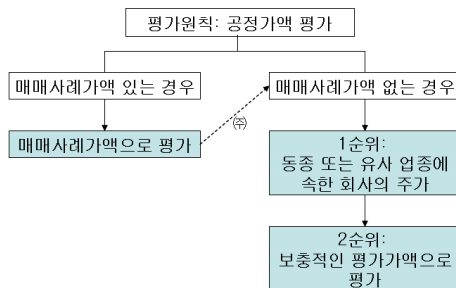 평가원칙: 공정가액 평가
매매사례가액 있는 경우
매매사례가액 없는 경우
㈜
매매사례가액으로 평가
1순위:
동종 또는 유사 업종에
속한 회사의 주가
2순위:
보충적인 평가가액으로
평가